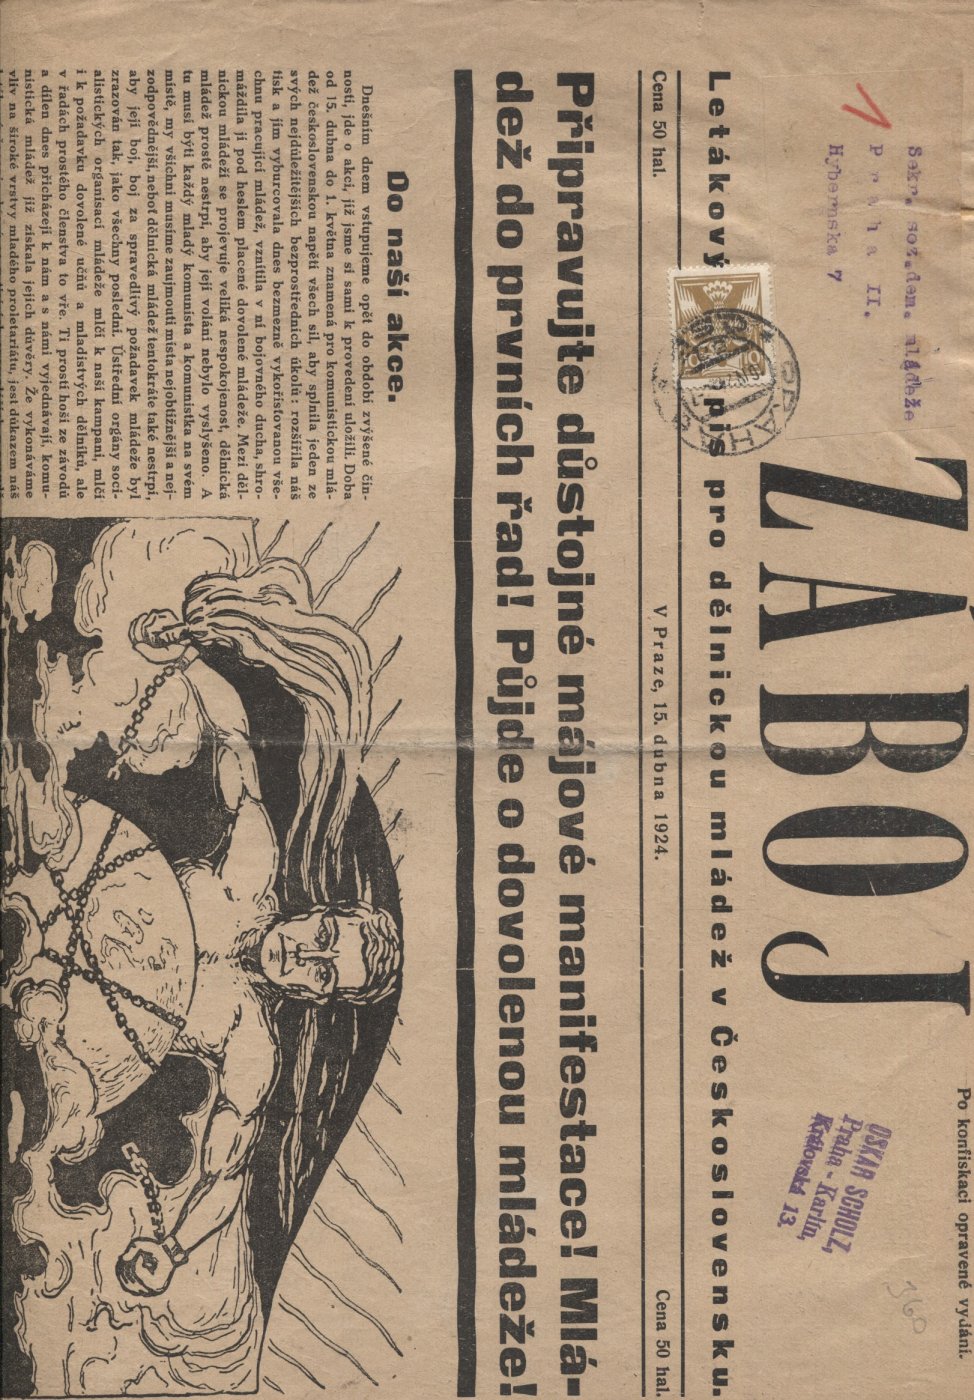 Po konfiskaci opravené vydání.
Sekr. soz.dem. mládeže
Praha II.
Hybernska 7
ZÁBOJ
OSKAR SCHOLZ,
Praha - Karlín,
Královská 13.
360
Letákový pis pro dělnickou mládež v Československu.
Cena 50 hal.
V Praze, 15. dubna 1924.
Cena 50 hal.
Připravujte důstojné májové manifestace! Mlá-
dež do prvních řad! Půjde o dovolenou mládeže!
Do naší akce.
Dnešním dnem vstupujeme opět do období zvýšené čin-
nosti, jde o akci, již jsme si sami k provedení uložili. Doba
od 15. dubna do 1. května znamená pro komunistickou mlá-
dež československou napětí všech sil, aby splnila jeden ze
svých nejdůležitějších bezprostředních úkolů: rozšířila náš
tisk a jím vyburcovala dnes bezmezně vykořisťovanou vše-
chnu pracující mládež, vznítila v ní bojovného ducha, shro-
máždila ji pod heslem placené dovolené mládeže. Mezi děl-
nickou mládeží se projevuje veliká nespokojenost, dělnická
mládež prostě nestrpí, aby její volání nebylo vyslyšeno. A
tu musí býti každý mladý komunista a komunistka na svém
místě, my všichni musíme zaujmouti místa nejobtížnější a nej-
zodpovědnější, neboť dělnická mládež tentokráte také nestrpí,
aby její boj, boj za spravedlivý požadavek mládeže byl
zrazován tak, jako všechny poslední. Ústřední orgány soci-
alistických organisací mládeže mlčí k naší kampani, mlčí
i k požadavku dovolené učňů a mladistvých dělníků, ale
v řadách prostého členstva to vře. Ti prostí hoši ze závodů
a dílen dnes přicházejí k nám a s námi vyjednávají, komu-
nistická mládež již získala jejich důvěry. Že vykonáváme
vliv na široké vrstvy mladého proletariátu, jest důkazem náš